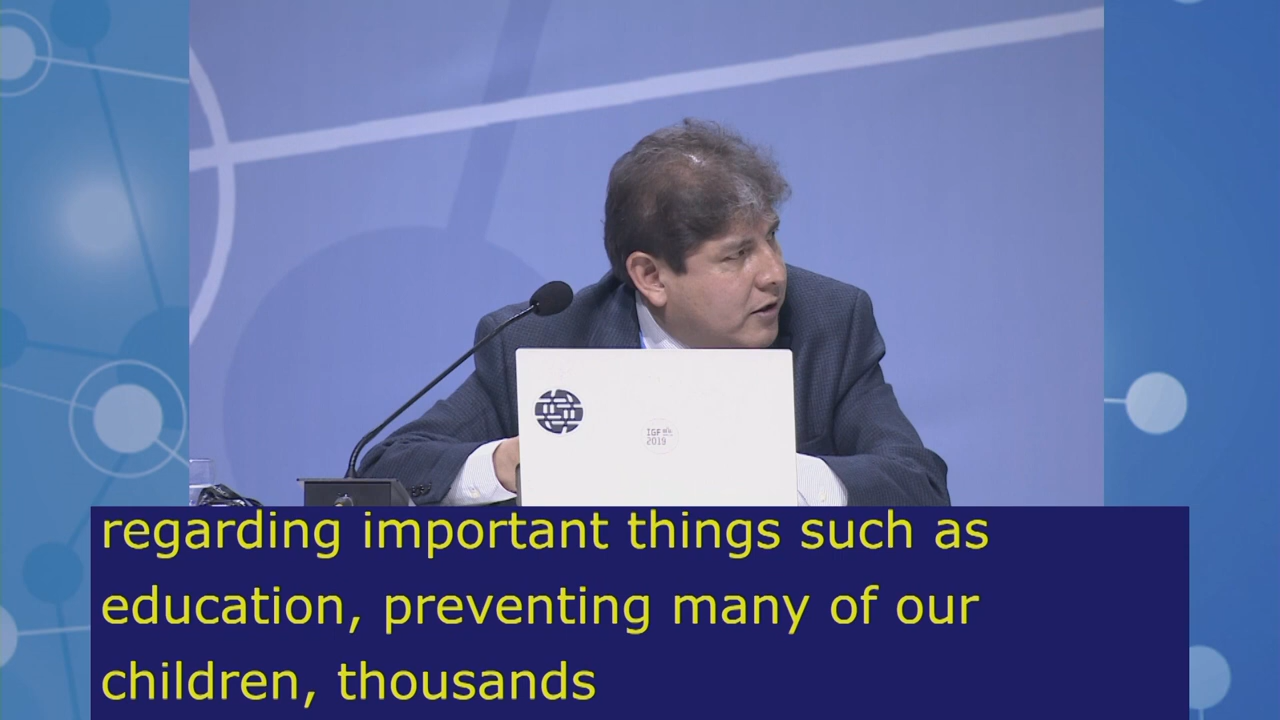 IGF
2019
regarding important things such as
education, preventing many of our
children, thousands